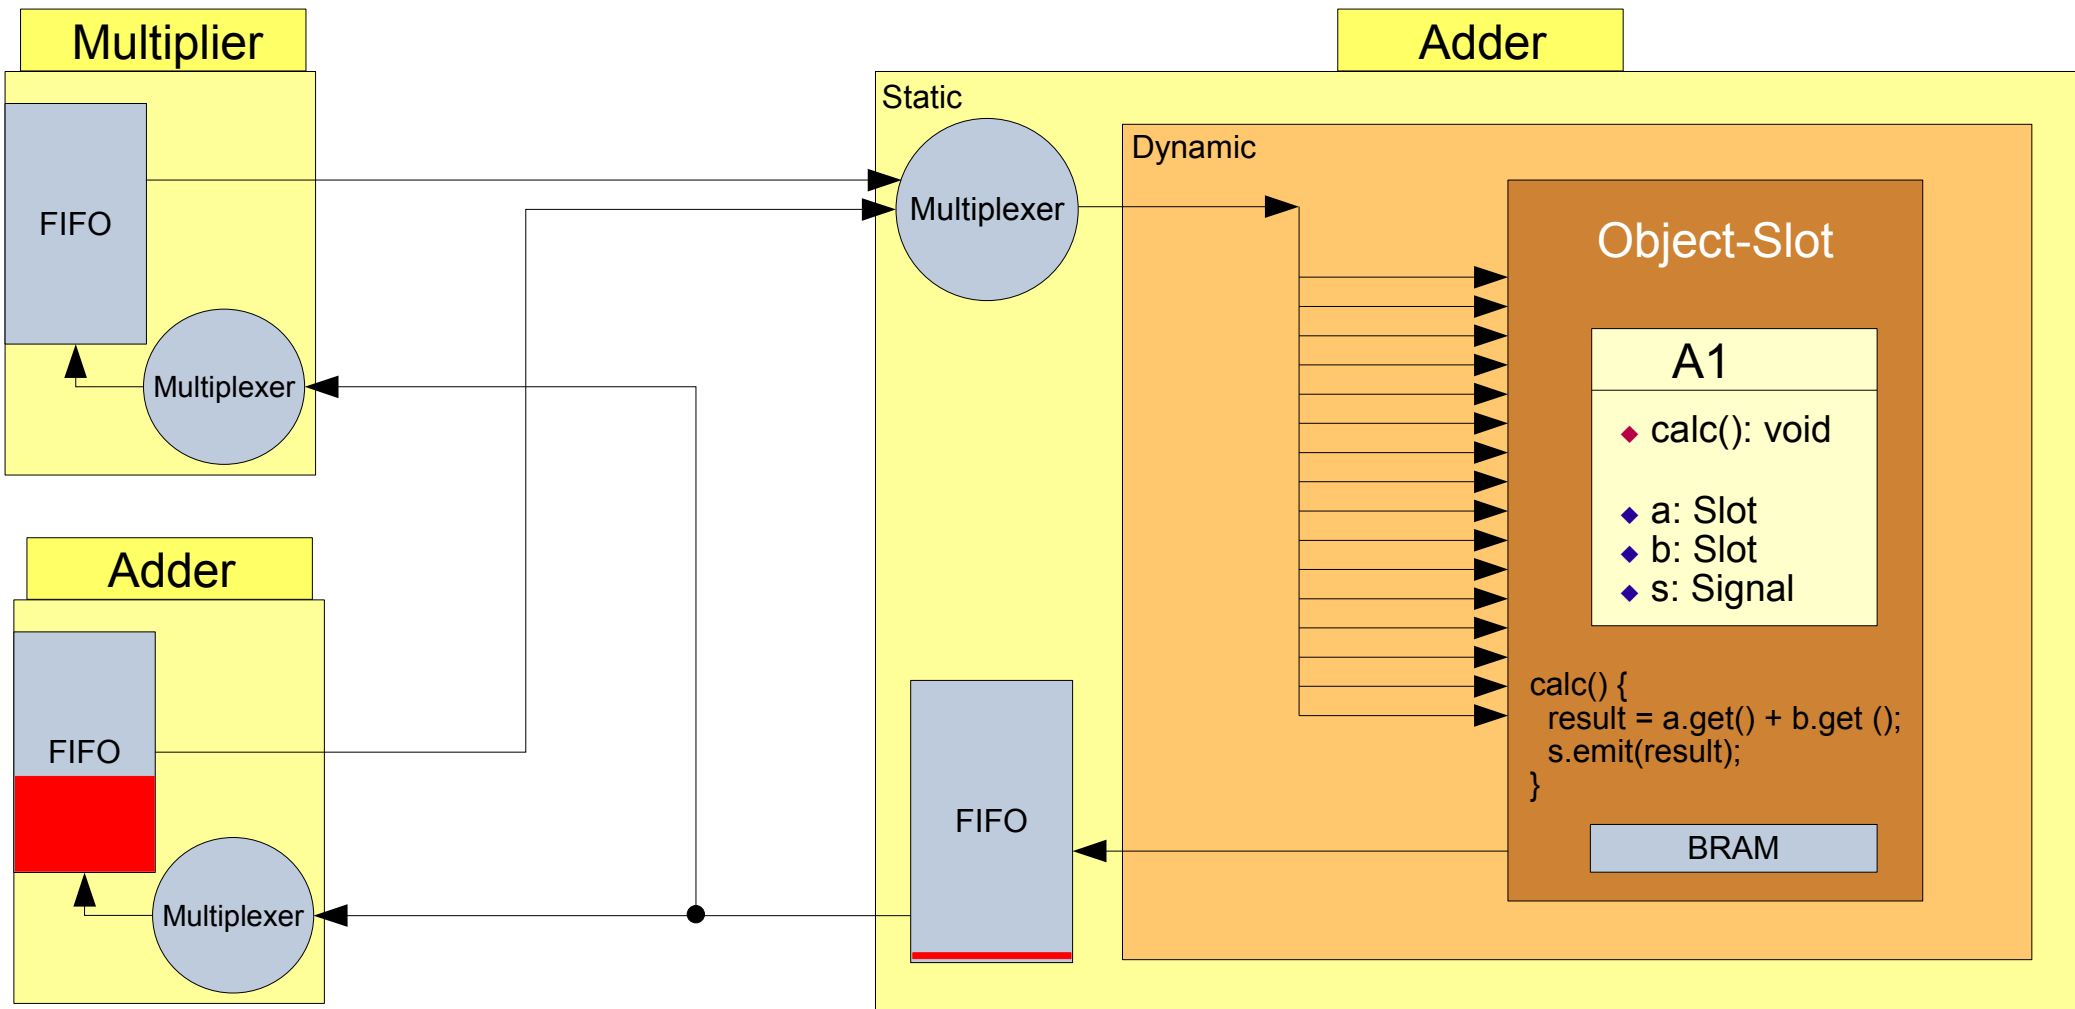 Multiplier
FIFO
Multiplexer
Adder
FIFO
Multiplexer
Adder
Static
Multiplexer
FIFO
Dynamic
Object-Slot
A1
calc(): void
a: Slot
b: Slot
s: Signal
calc() {
result = a.get() + b.get ();
s.emit(result);
}
BRAM